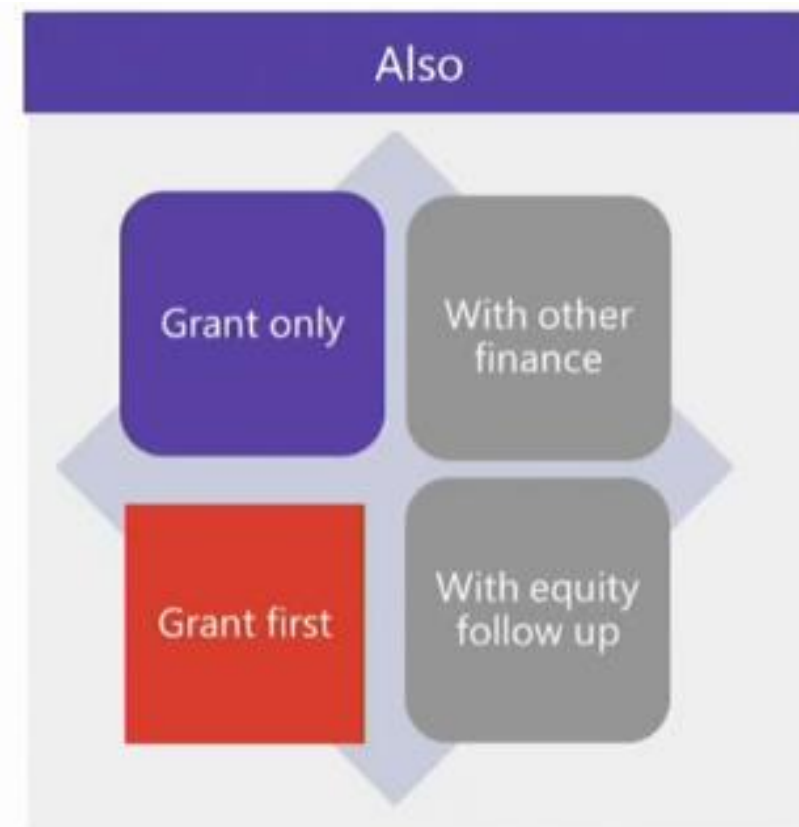 Also
Grant only
With other
finance
Grant first
With equity
follow up